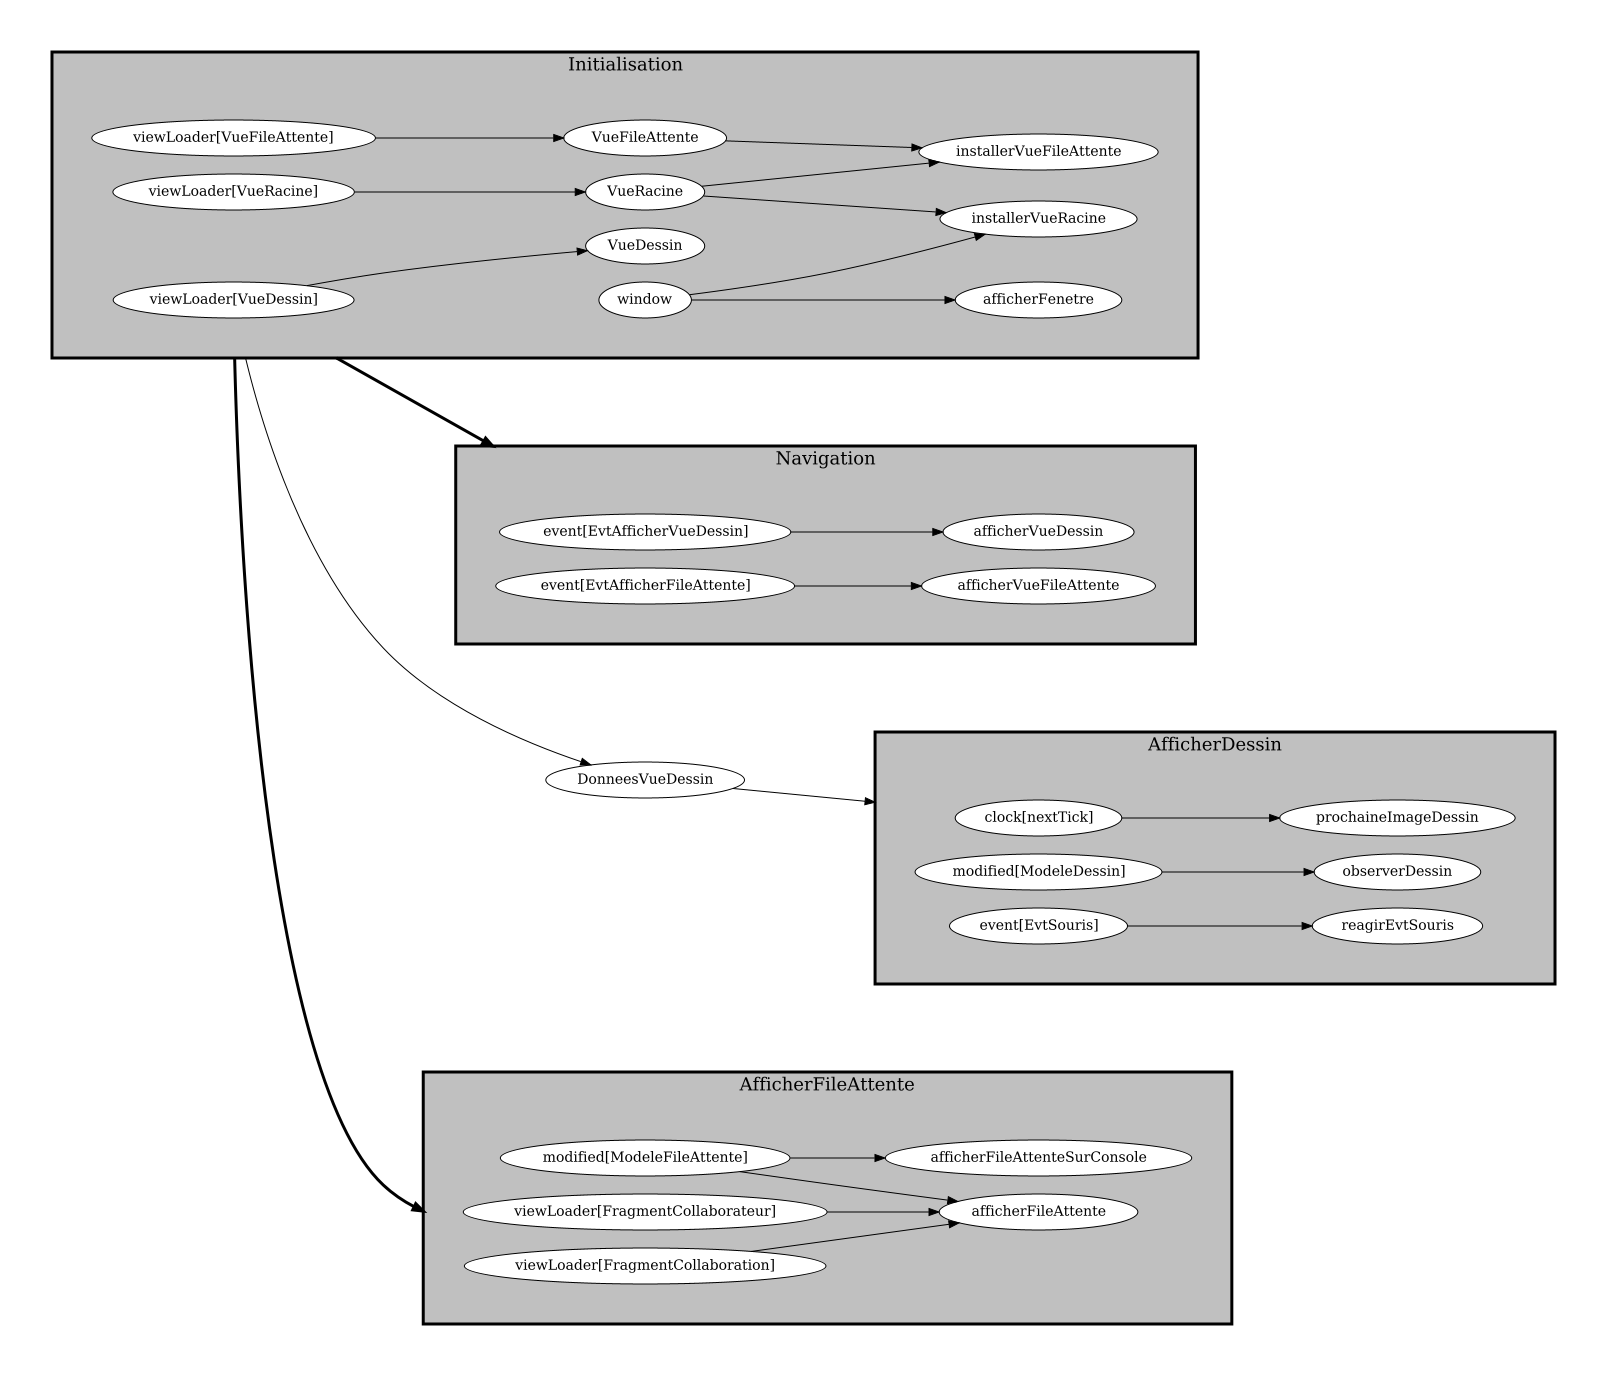 Initialisation
viewLoader[VueFileAttente]
VueFileAttente
installerVueFileAttente
viewLoader[VueRacine]
VueRacine
installerVueRacine
VueDessin
viewLoader[VueDessin]
window
afficherFenetre
Navigation
event[EvtAfficherVueDessin]
afficherVueDessin
event[EvtAfficherFileAttente]
afficherVueFileAttente
DonneesVueDessin
AfficherDessin
clock[nextTick]
prochaineImageDessin
modified[ModeleDessin]
observerDessin
event[EvtSouris]
reagirEvtSouris
AfficherFileAttente
modified[ModeleFileAttente]
afficherFileAttenteSurConsole
viewLoader[FragmentCollaborateur]
afficherFileAttente
viewLoader[FragmentCollaboration]